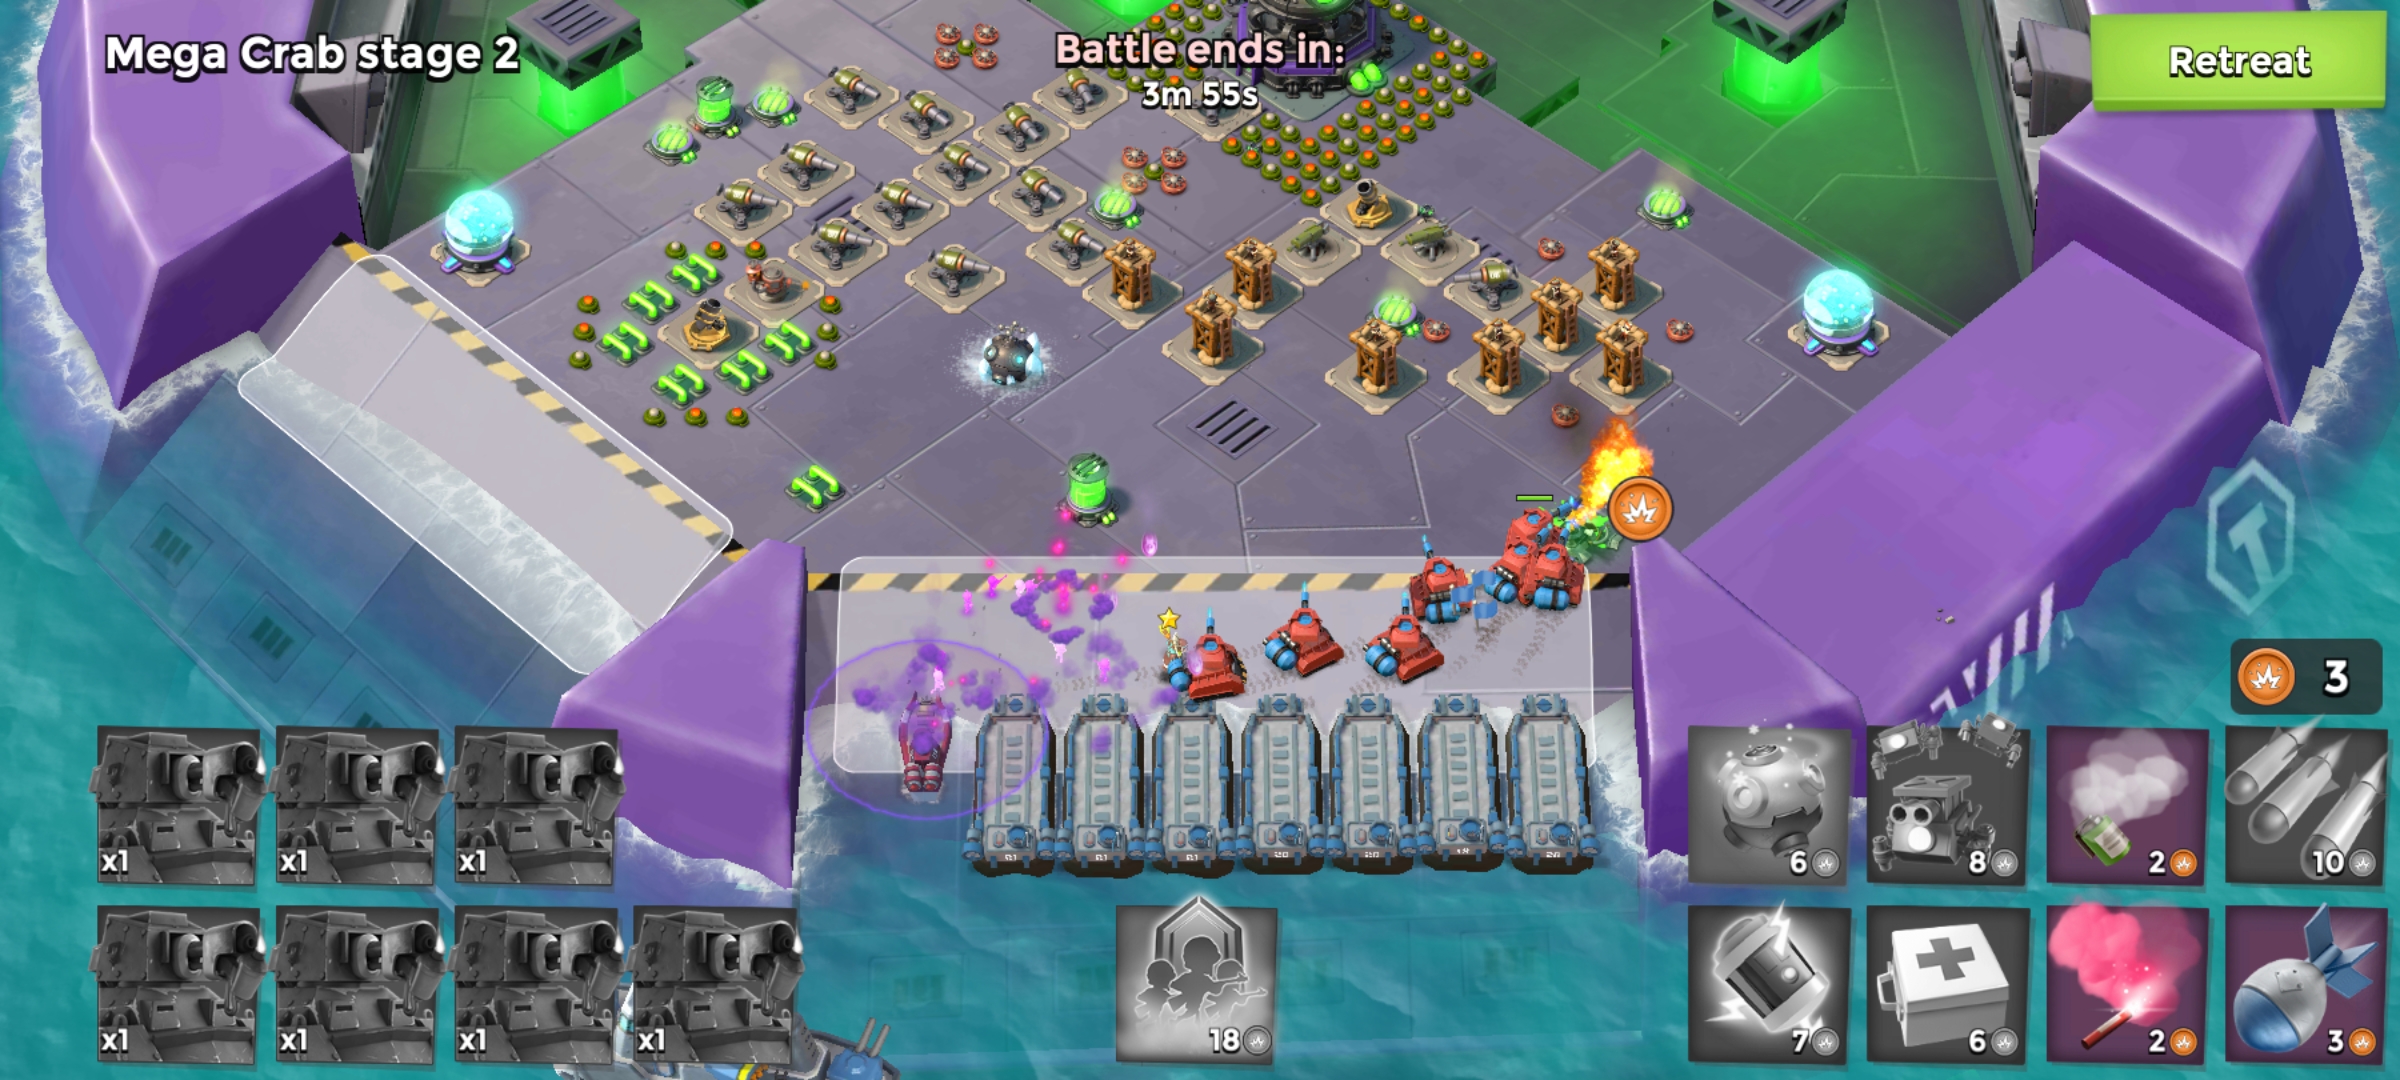 Mega Crab stage 2
Battle ends in:
3m 55s
Retreat
3
x1
x1
x1
6
8
2
10
x1
x1
x1
x1
18
7
6
2
3